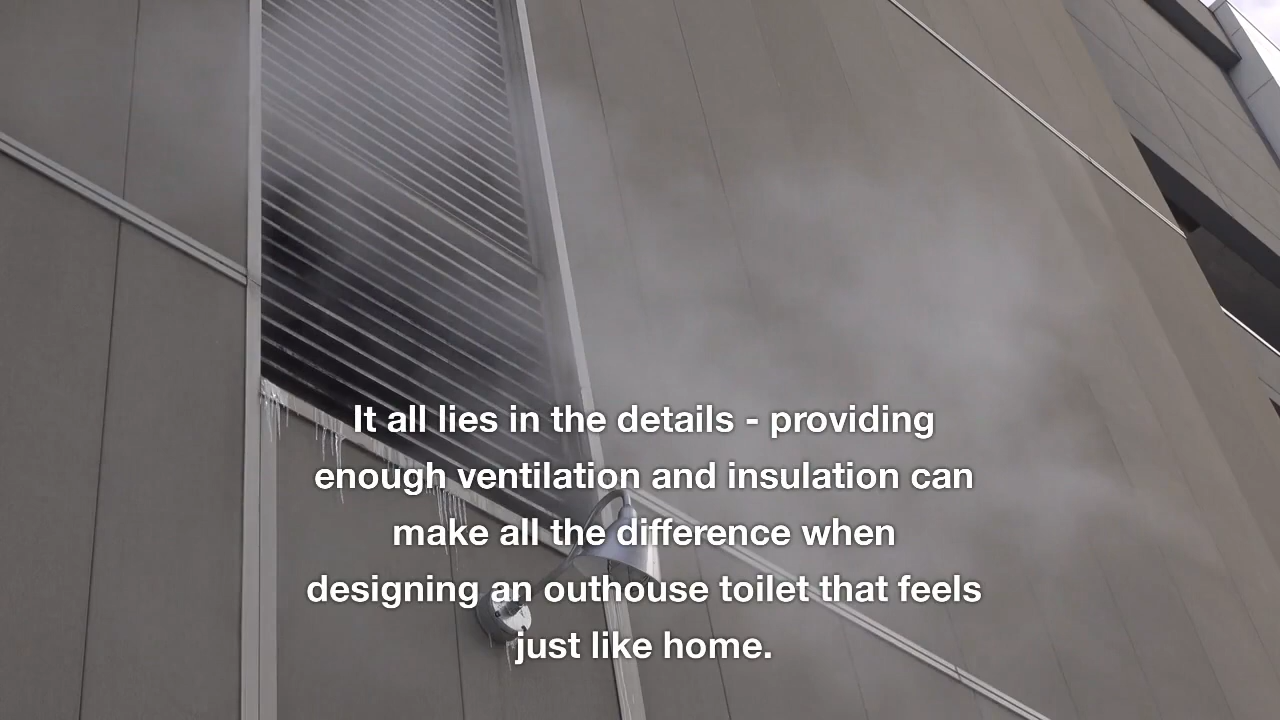 It all lies in the details - providing
enough ventilation and insulation can
make all the difference when
designing an outhouse toilet that feels
just like home.